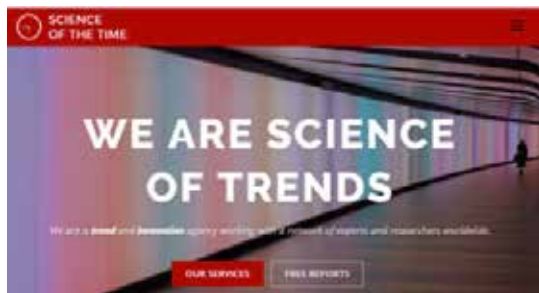 SCIENCE
OF THE TIME
WE ARE SCIENCE
OF TRENDS
We are a trend and innovation agency working with a network of experts and researchers worldwide.
OUR SERVICES
FREE REPORTS